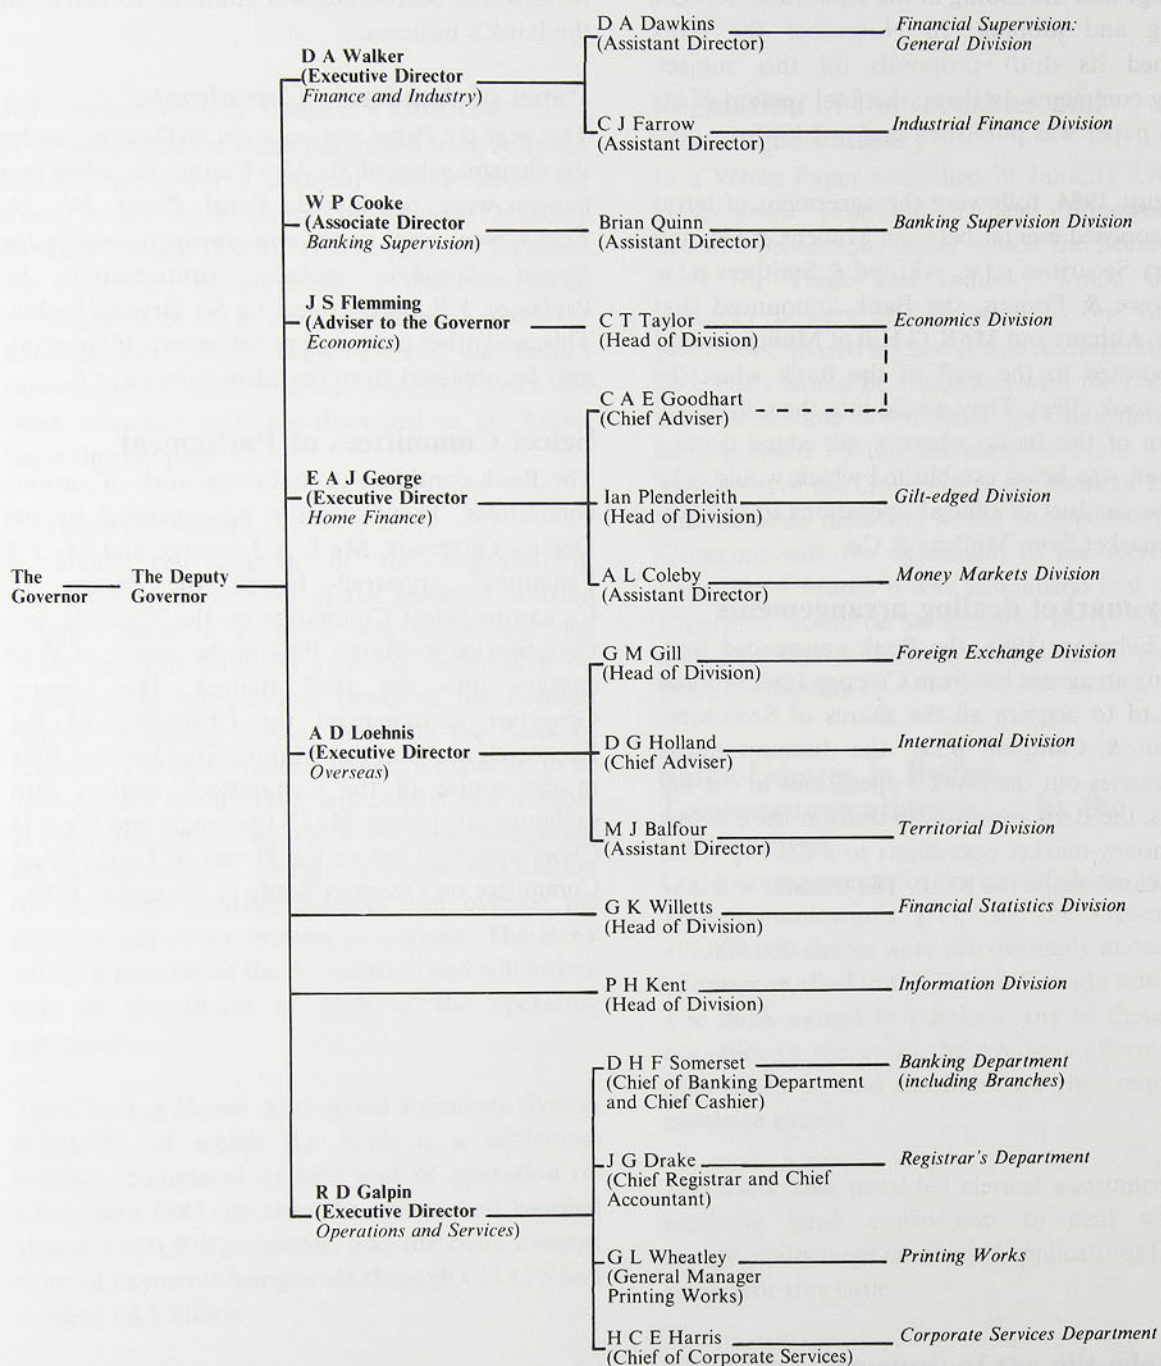 D A Dawkins
(Assistant Director)
Financial Supervision:
General Division
D A Walker
(Executive Director
Finance and Industry)
C J Farrow
(Assistant Director)
Industrial Finance Division
W P Cooke
(Associate Director
Banking Supervision)
Brian Quinn
(Assistant Director)
Banking Supervision Division
J S Flemming
(Adviser to the Governor
Economics)
C T Taylor
(Head of Division)
Economics Division
C A E Goodhart
(Chief Adviser)
E A J George
(Executive Director
Home Finance)
Ian Plenderleith
(Head of Division)
Gilt-edged Division
The
Governor
The Deputy
Governor
A L Coleby
(Assistant Director)
Money Markets Division
G M Gill
(Head of Division)
Foreign Exchange Division
A D Loehnis
(Executive Director
Overseas)
D G Holland
(Chief Adviser)
International Division
M J Balfour
(Assistant Director)
Territorial Division
G K Willetts
(Head of Division)
Financial Statistics Division
P H Kent
(Head of Division)
Information Division
D H F Somerset
(Chief of Banking Department
and Chief Cashier)
Banking Department
(including Branches)
J G Drake
(Chief Registrar and Chief
Accountant)
Registrar's Department
R D Galpin
(Executive Director
Operations and Services)
G L Wheatley
(General Manager
Printing Works)
Printing Works
H C E Harris
(Chief of Corporate Services)
Corporate Services Department